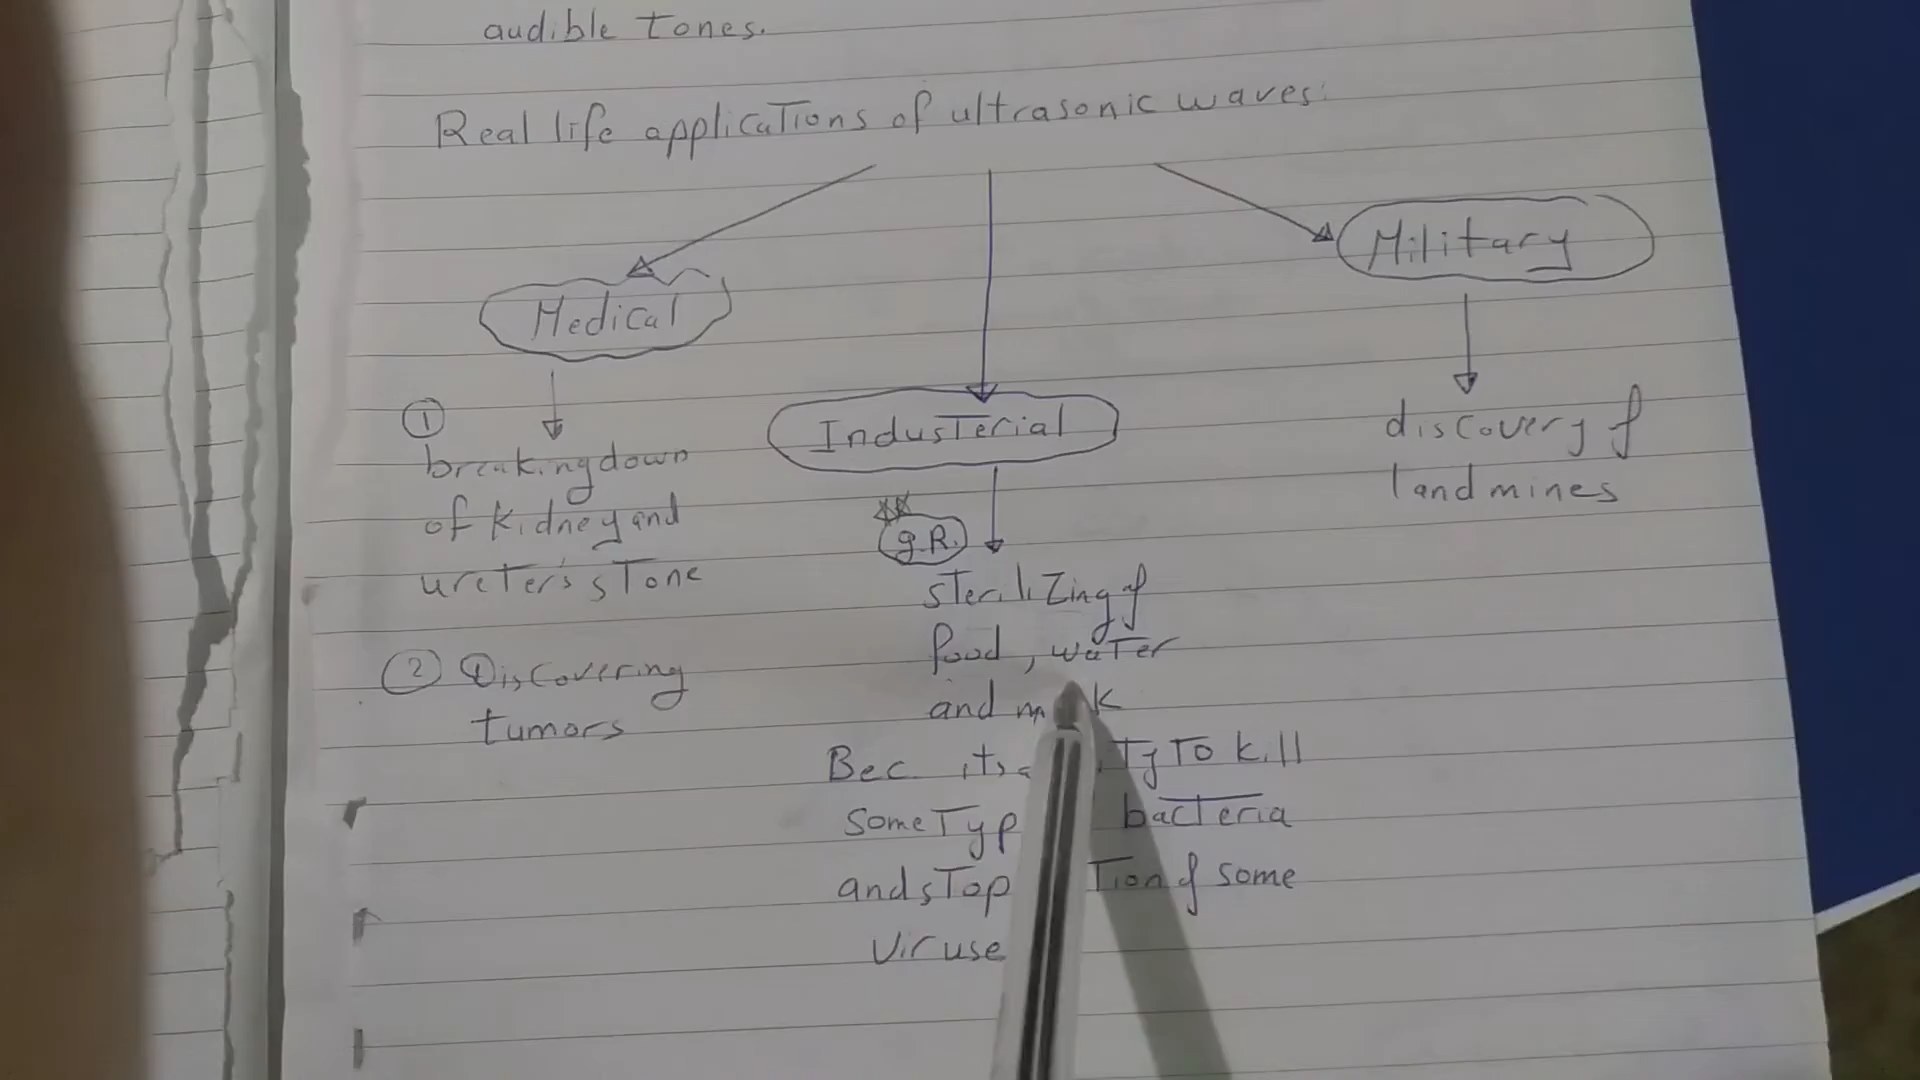 audible tones.
Real life applications of ultrasonic waves:
Medical
①
breaking down
of kidney and
ureter's stone
② Discovering
tumors
Industerial
g.R.
sterilizing of
food, water
and
Bec its to kill
some bacteria
and stop of some
Viruse
Military
discovery of
land mines